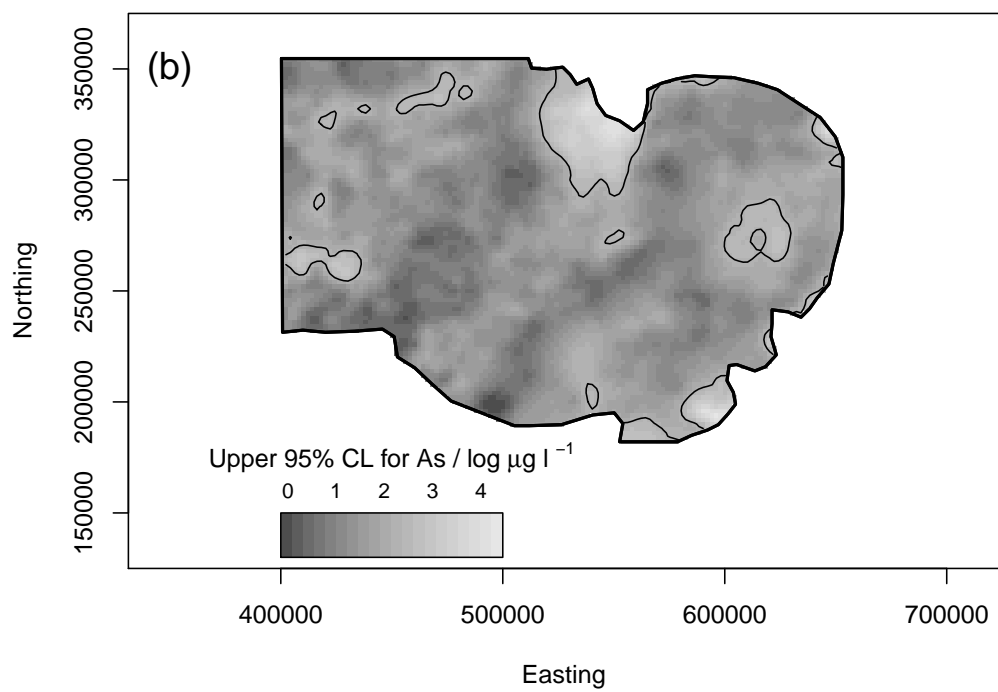 (b)
350000
300000
250000
200000
150000
Northing
Upper 95% CL for As / log μg l −1
0 1 2 3 4
400000 500000 600000 700000
Easting